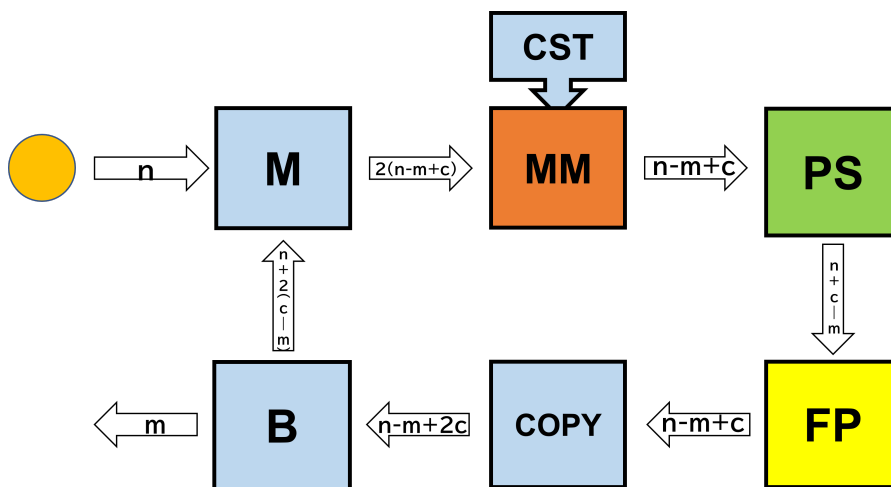 CST
n
M
2(n-m+c)
MM
n-m+c
PS
n+2(c-m)
n+c-m
m
B
n-m+2c
COPY
n-m+c
FP